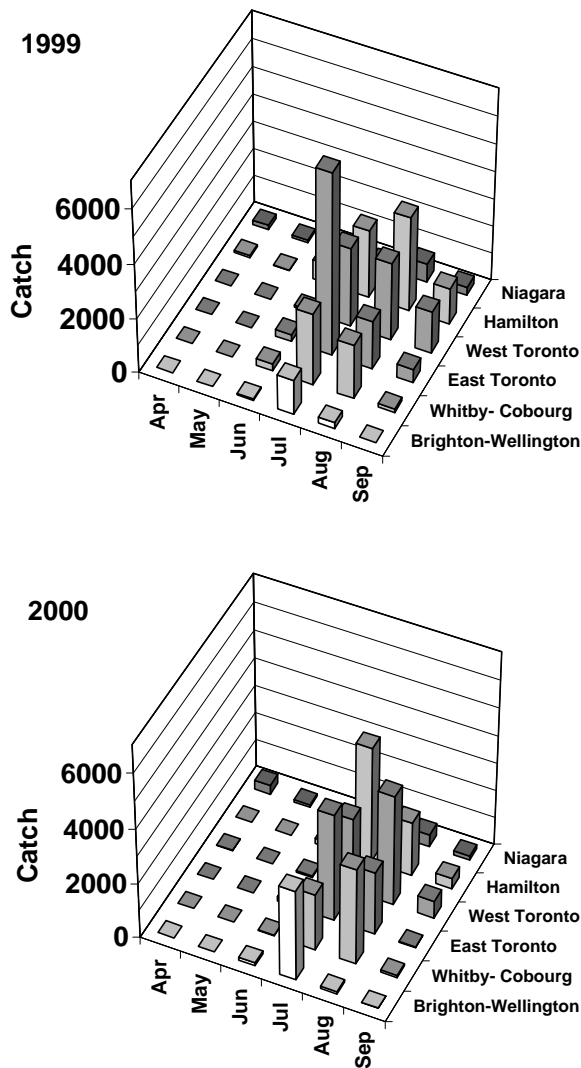 1999
6000
4000
2000
0
Catch
Apr
May
Jun
Jul
Aug
Sep
Niagara
Hamilton
West Toronto
East Toronto
Whitby- Cobourg
Brighton-Wellington
2000
6000
4000
2000
0
Catch
Apr
May
Jun
Jul
Aug
Sep
Niagara
Hamilton
West Toronto
East Toronto
Whitby- Cobourg
Brighton-Wellington